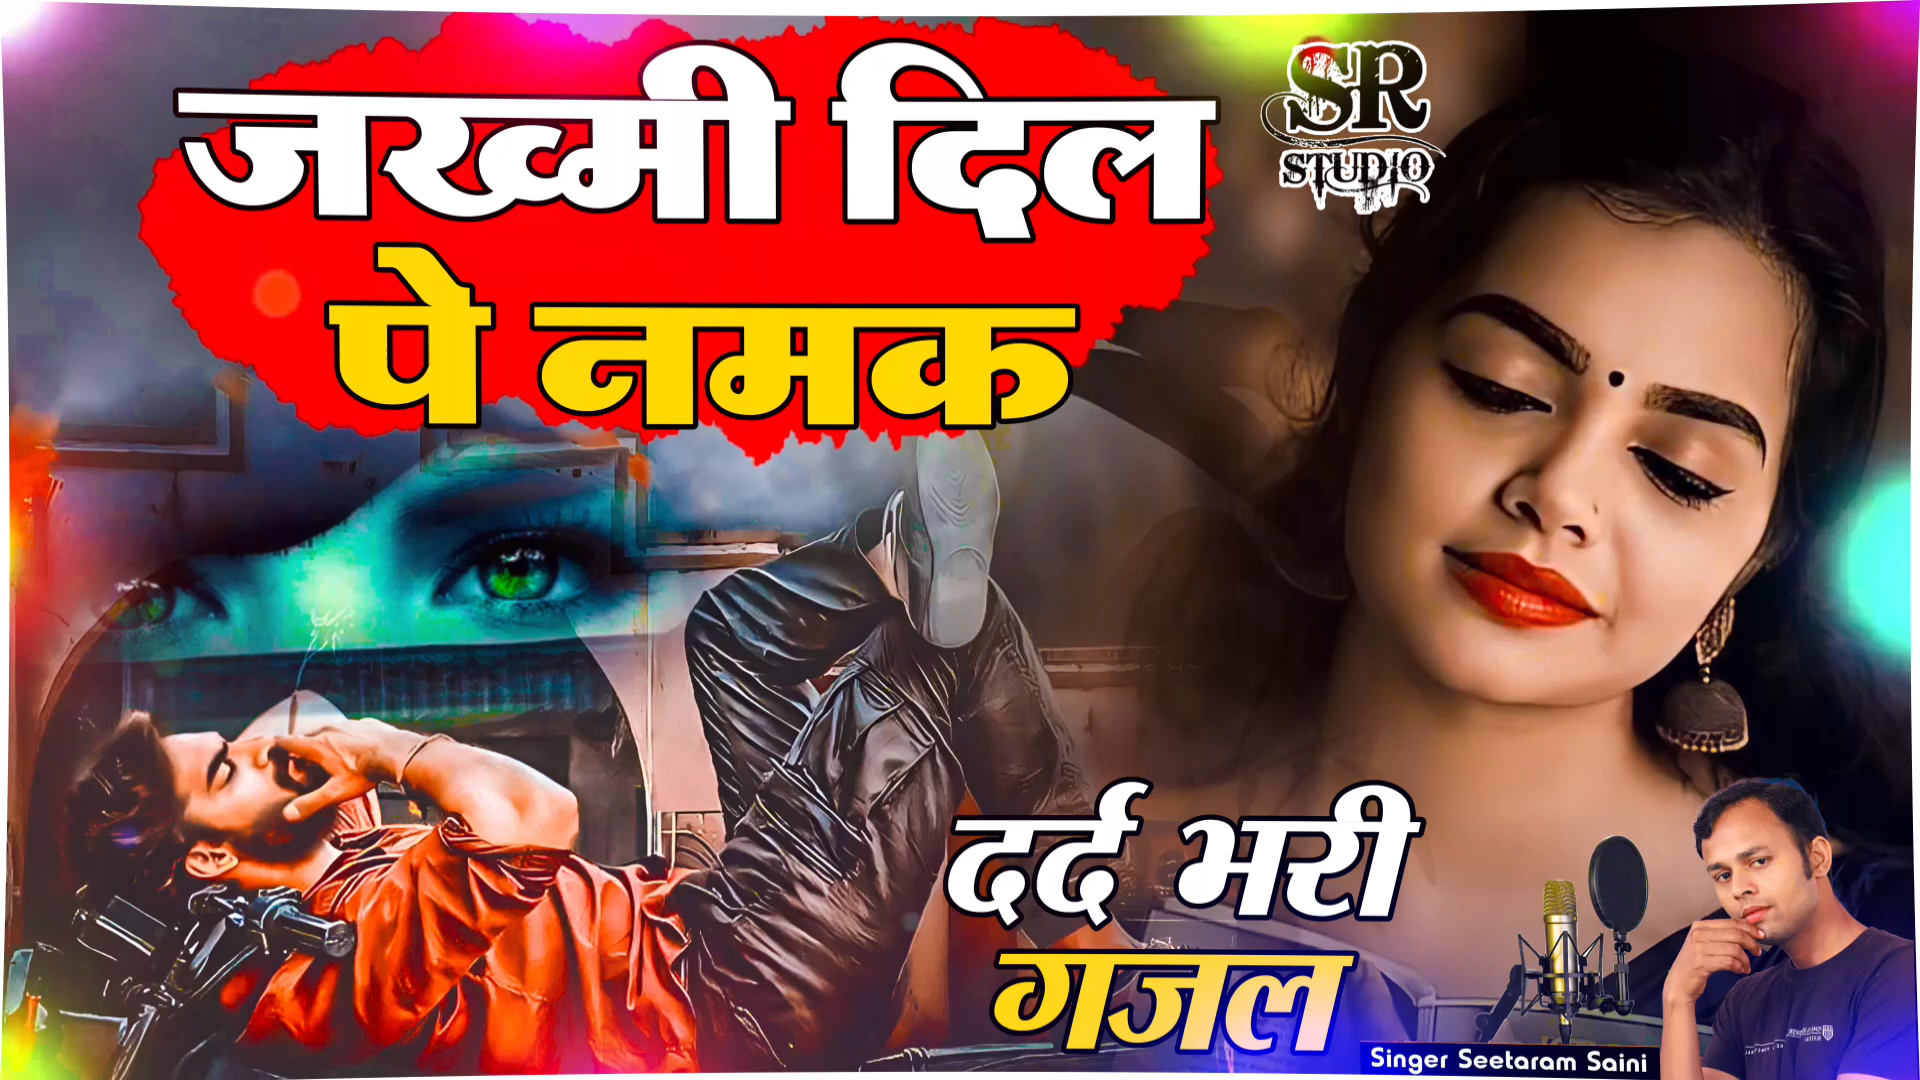 जख्मी दिल
पे नमक
SR
STUDIO
दर्द भरी
गजल
Singer Seetaram Saini